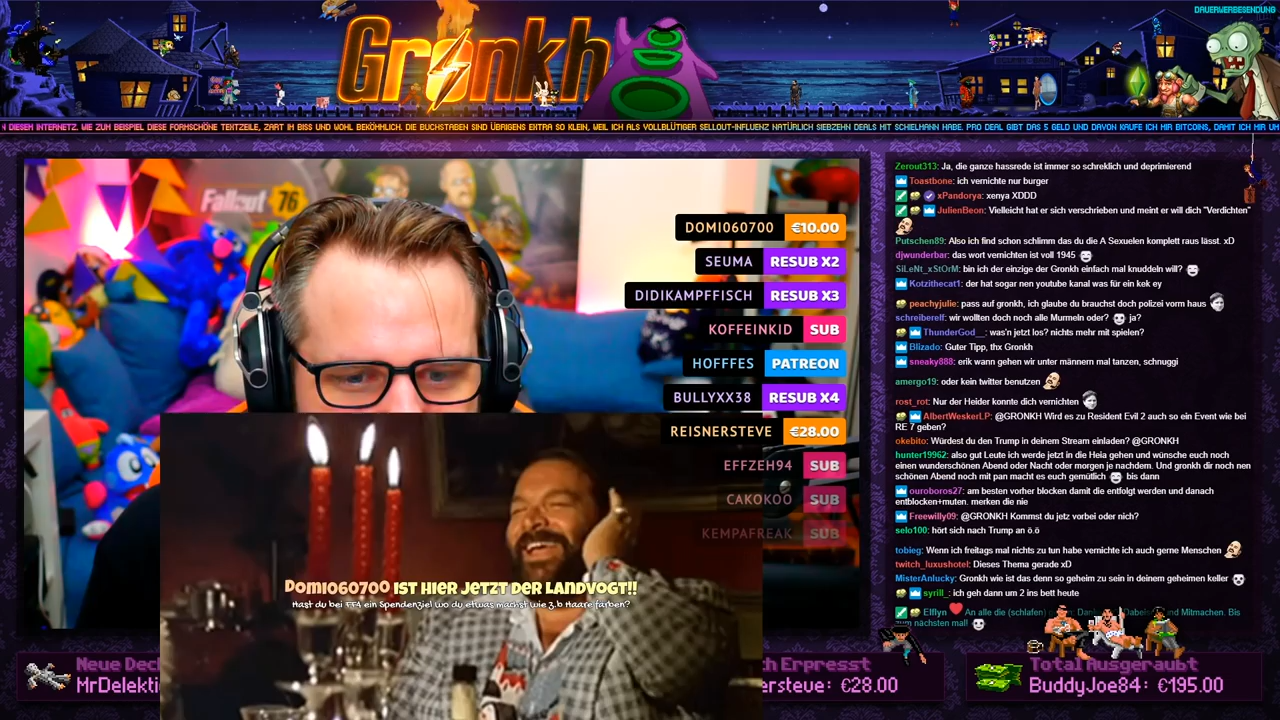 DAUERWERBESENDUNG
Gronkh
N DIESEM INTERNETZ. WIE ZUM BEISPIEL DIESE FORMSCHÖNE TEXTZEILE, ZART IM BISS UND WOHL BEKÖMMLICH. DIE BUCHSTABEN SIND ÜBRIGENS EXTRA SO KLEIN, WEIL ICH ALS VOLLBLÜTIGER SELLOUT-INFLUENZ NATÜRLICH SIEBZEHN DEALS MIT SCHIELMANN HABE. PRO DEAL GIBT DAS 5 GELD UND DAVON KAUFE ICH MIR BITCOINS, DAMIT ICH MIR UM
Fallout 76
DOMI060700 €10.00
SEUMA RESUB X2
DIDIKAMPFFISCH RESUB X3
KOFFEINKID SUB
HOFFFES PATREON
BULLYXX38 RESUB X4
REISNERSTEVE €28.00
EFFZEH94 SUB
CAKOKOO SUB
KEMPAFREAK SUB
Domi060700 IST HIER JETZT DER LANDVOGT!!
Hast du bei FF4 ein Spendenziel wo du etwas machst wie z.b Haare färben?
Zerout313: Ja, die ganze hassrede ist immer so schreklich und deprimierend
Toastbone: ich vernichte nur burger
xPandorya: xenya XDDD
JulienBeon: Vielleicht hat er sich verschrieben und meint er will dich "Verdichten"
Putschen89: Also ich find schon schlimm das du die A Sexuelen komplett raus lässt. xD
djwunderbar: das wort vernichten ist voll 1945
SiLeNt_xStOrM: bin ich der einzige der Gronkh einfach mal knuddeln will?
Kotzithecat1: der hat sogar nen youtube kanal was für ein kek ey
peachyjulie: pass auf gronkh, ich glaube du brauchst doch polizei vorm haus
schreiberelf: wir wollten doch noch alle Murmeln oder? ja?
ThunderGod__: was'n jetzt los? nichts mehr mit spielen?
Blizado: Guter Tipp, thx Gronkh
sneaky888: erik wann gehen wir unter männern mal tanzen, schnuggi
amergo19: oder kein twitter benutzen
rost_rot: Nur der Heider konnte dich vernichten
AlbertWeskerLP: @GRONKH Wird es zu Resident Evil 2 auch so ein Event wie bei
RE 7 geben?
okebito: Würdest du den Trump in deinem Stream einladen? @GRONKH
hunter19962: also gut Leute ich werde jetzt in die Heia gehen und wünsche euch noch
einen wunderschönen Abend oder Nacht oder morgen je nachdem. Und gronkh dir noch nen
schönen Abend noch mit pan macht es euch gemütlich bis dann
ouroboros27: am besten vorher blocken damit die entfolgt werden und danach
entblocken+muten. merken die nie
Freewilly09: @GRONKH Kommst du jetz vorbei oder nich?
selo100: hört sich nach Trump an ö.ö
tobieg: Wenn ich freitags mal nichts zu tun habe vernichte ich auch gerne Menschen
twitch_luxushotel: Dieses Thema gerade xD
MisterAnlucky: Gronkh wie ist das denn so geheim zu sein in deinem geheimen keller
syrill_: ich geh dann um 2 ins bett heute
Elflyn An alle die (schlafen) Mitmachen. Bis
zum nächsten mal!
Neue Dec
MrDelekti
ch Erpresst
ersteve: €28.00
Total Ausgeraubt
BuddyJoe84: €195.00